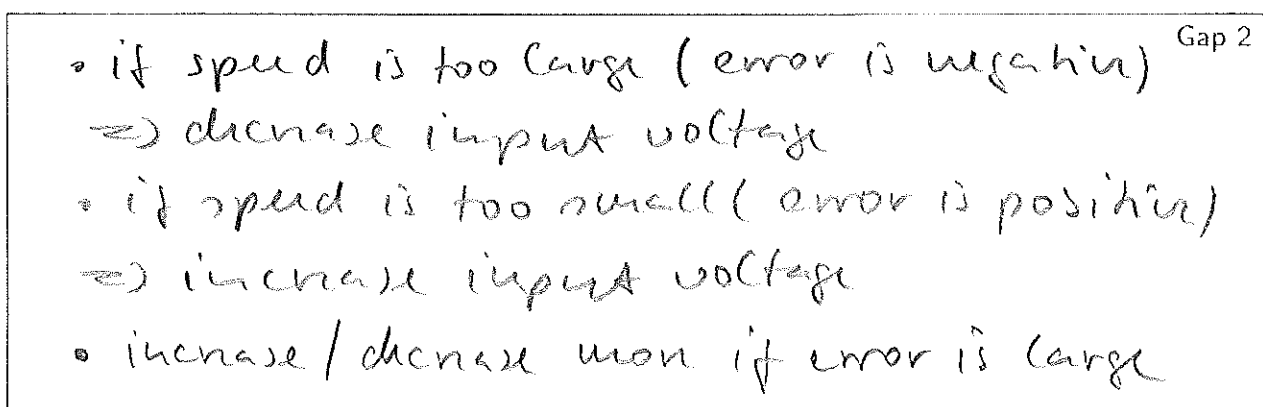 Gap 2
• if speed is too large (error is negative)
=> decrease input voltage
• if speed is too small (error is positive)
=> increase input voltage
• increase/decrease more if error is large